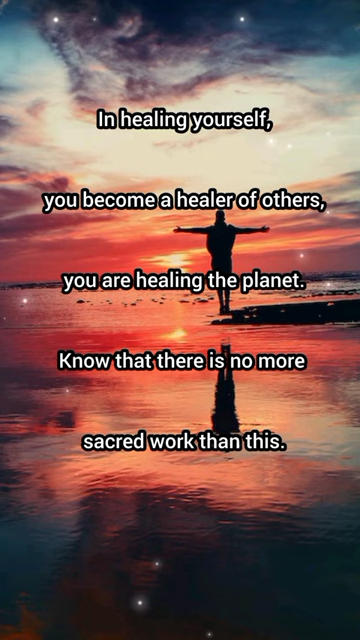 In healing yourself,
you become a healer of others,
you are healing the planet.
Know that there is no more
sacred work than this.